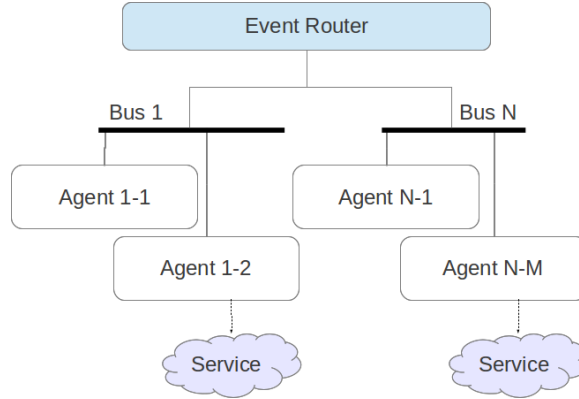 Event Router
Bus 1
Bus N
Agent 1-1
Agent N-1
Agent 1-2
Agent N-M
Service
Service